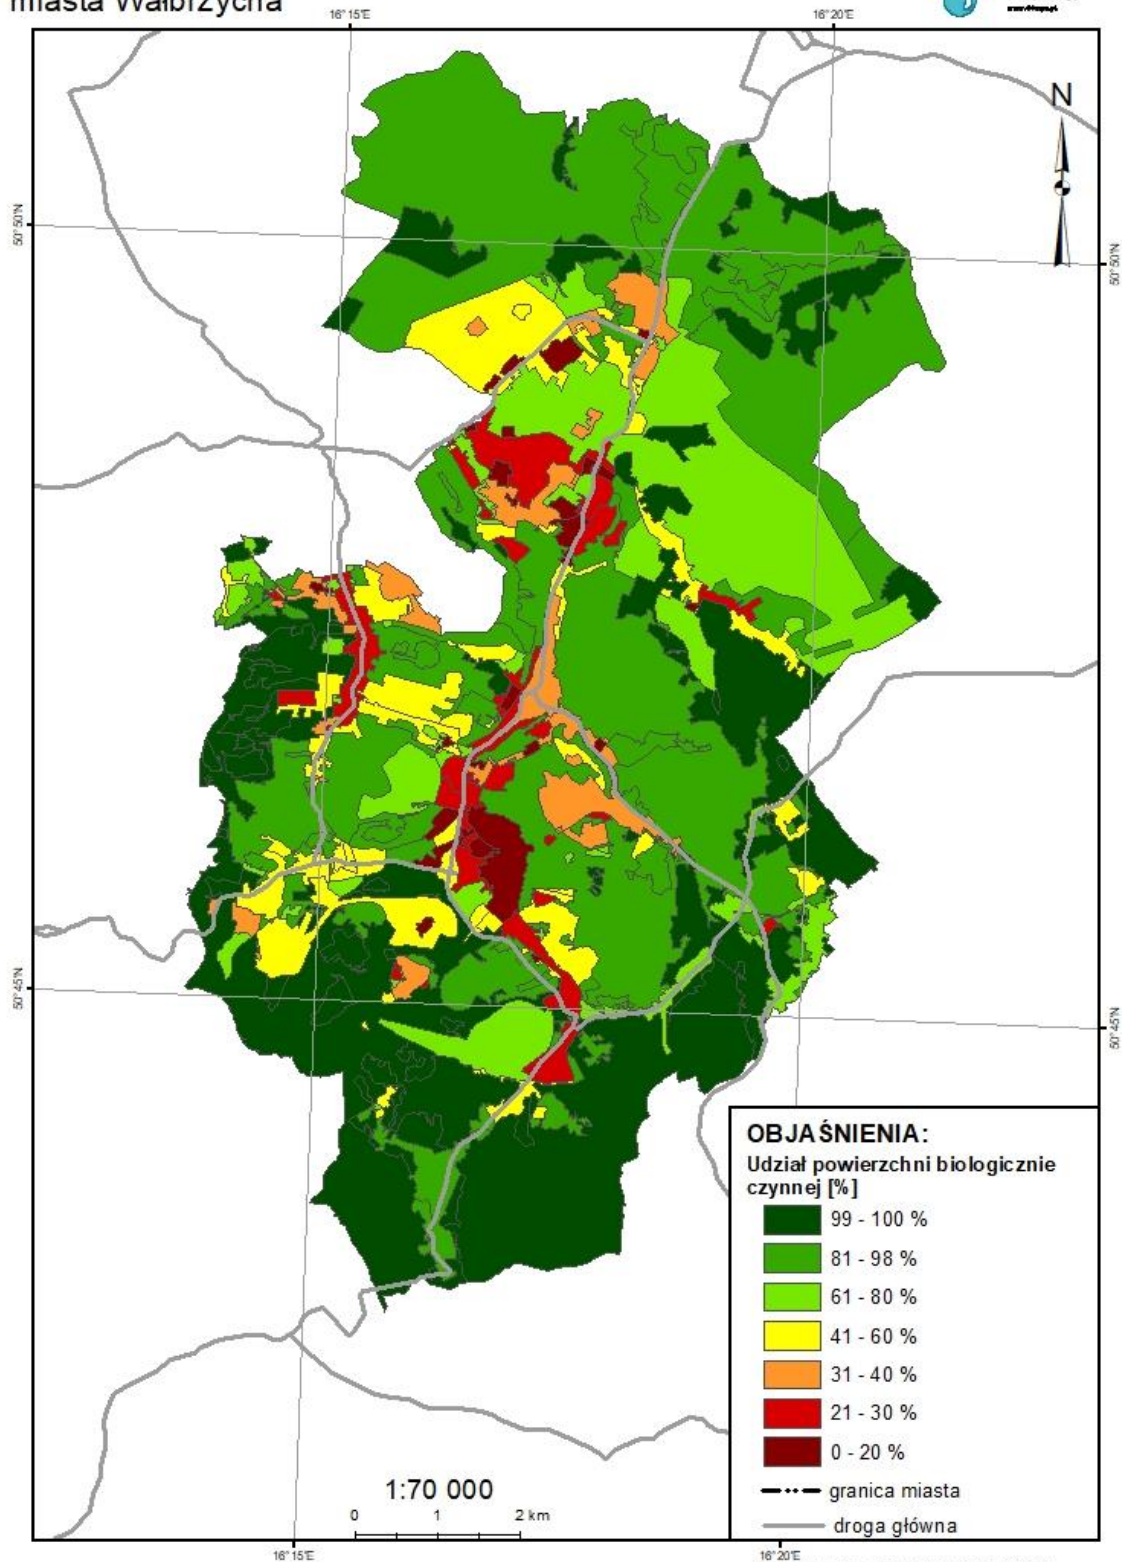 miasta Wałbrzycha
16°15'E
16°20'E
N
50°50'N
50°50'N
50°45'N
50°45'N
OBJAŚNIENIA:
Udział powierzchni biologicznie
czynnej [%]
99 - 100 %
81 - 98 %
61 - 80 %
41 - 60 %
31 - 40 %
21 - 30 %
0 - 20 %
granica miasta
droga główna
1:70 000
0 1 2 km
16°15'E
16°20'E